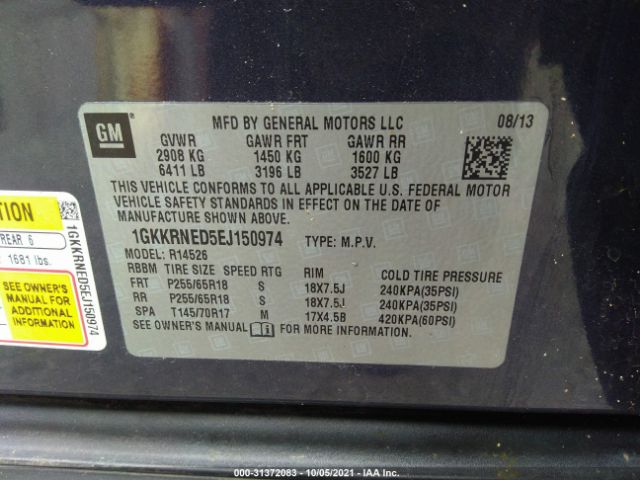 GM
MFD BY GENERAL MOTORS LLC 08/13
GVWR GAWR FRT GAWR RR
2908 KG 1450 KG 1600 KG
6411 LB 3196 LB 3527 LB
THIS VEHICLE CONFORMS TO ALL APPLICABLE U.S. FEDERAL MOTOR
VEHICLE SAFETY STANDARDS IN EFFECT ON THE DATE OF
MANUFACTURE SHOWN ABOVE.
1GKKRNED5EJ150974 TYPE: M.P.V.
MODEL: R14526
RBBM TIRE SIZE SPEED RTG RIM COLD TIRE PRESSURE
FRT P255/65R18 S 18X7.5J 240KPA(35PSI)
RR P255/65R18 S 18X7.5J 240KPA(35PSI)
SPA T145/70R17 M 17X4.5B 420KPA(60PSI)
SEE OWNER'S MANUAL FOR MORE INFORMATION.
REAR 6
1681 lbs.
SEE OWNER'S
MANUAL FOR
ADDITIONAL
INFORMATION
1GKKRNED5EJ150974
000-31372083 - 10/05/2021 - IAA Inc.